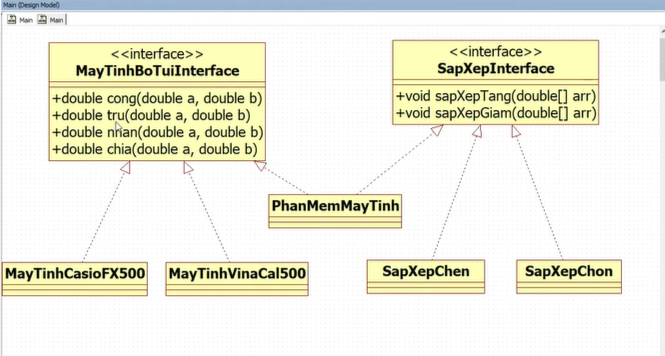 Main (Design Model)
Main Main
<<interface>>
MayTinhBoTuiInterface
+double cong(double a, double b)
+double tru(double a, double b)
+double nhan(double a, double b)
+double chia(double a, double b)
<<interface>>
SapXepInterface
+void sapXepTang(double[] arr)
+void sapXepGiam(double[] arr)
PhanMemMayTinh
MayTinhCasioFX500
MayTinhVinaCal500
SapXepChen
SapXepChon